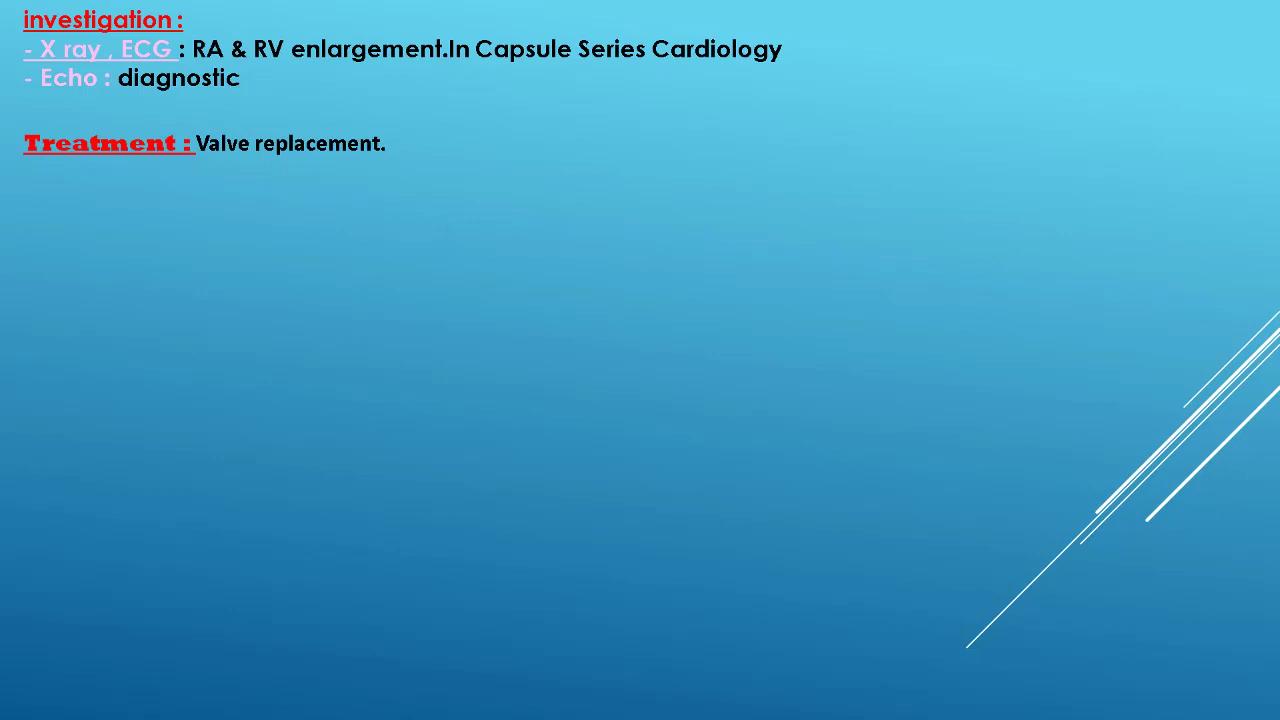 investigation :
- X ray , ECG : RA & RV enlargement.In Capsule Series Cardiology
- Echo : diagnostic
Treatment : Valve replacement.